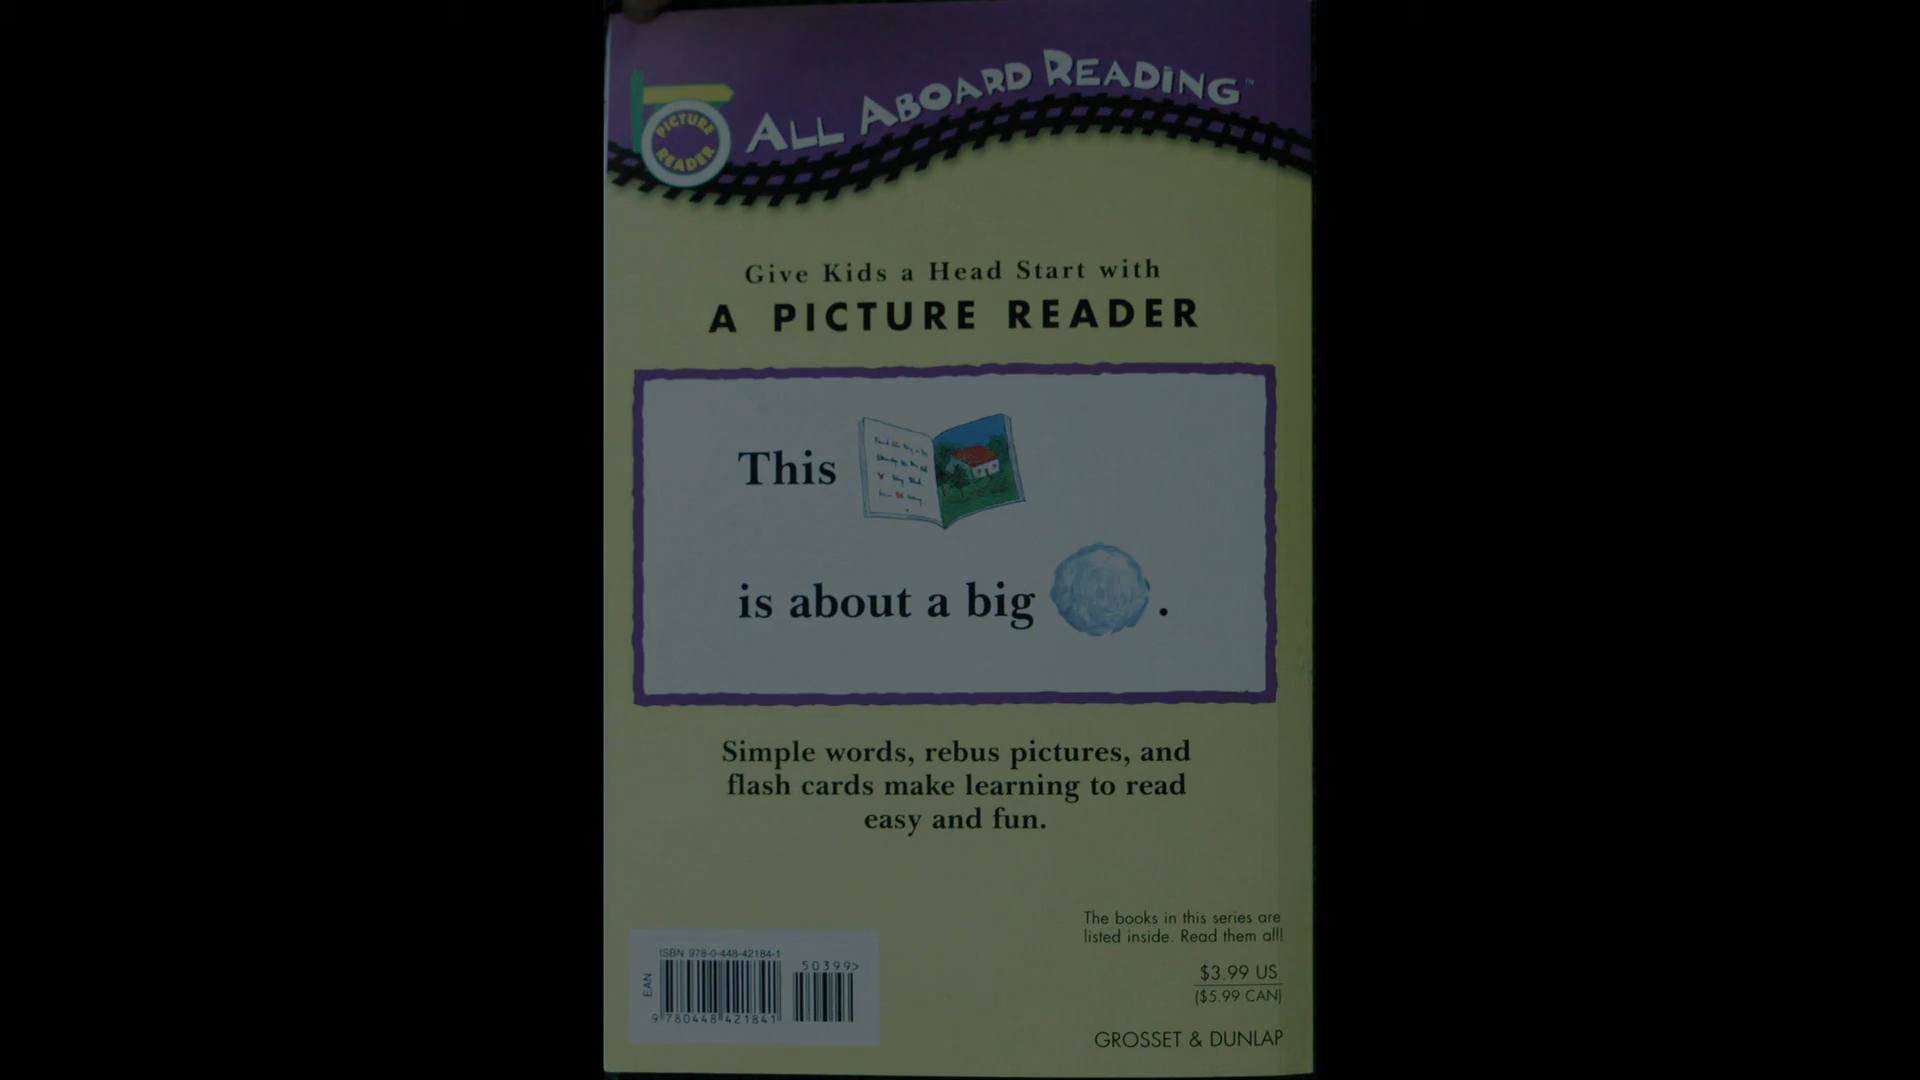 ALL ABOARD READING™
PICTURE
READER
Give Kids a Head Start with
A PICTURE READER
This
is about a big .
Simple words, rebus pictures, and
flash cards make learning to read
easy and fun.
The books in this series are
listed inside. Read them all!
$3.99 US
($5.99 CAN)
GROSSET & DUNLAP
ISBN 978-0-448-42184-1
50399>
EAN
9 780448 421841